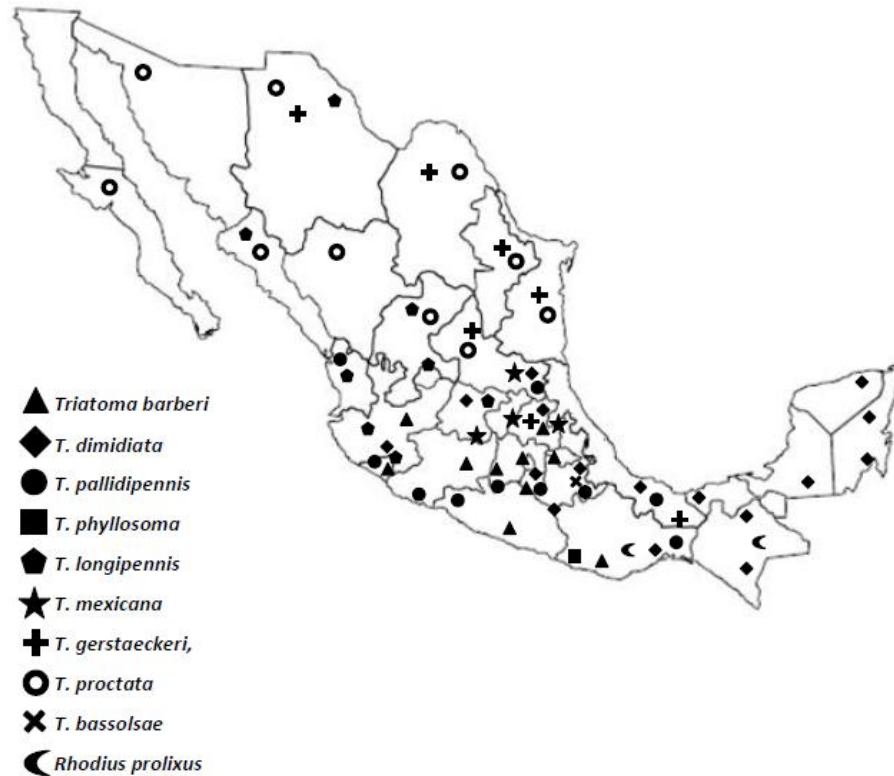 Triatoma barberi
T. dimidiata
T. pallidipennis
T. phyllosoma
T. longipennis
T. mexicana
T. gerstaeckeri,
T. proctata
T. bassolsae
Rhodius prolixus